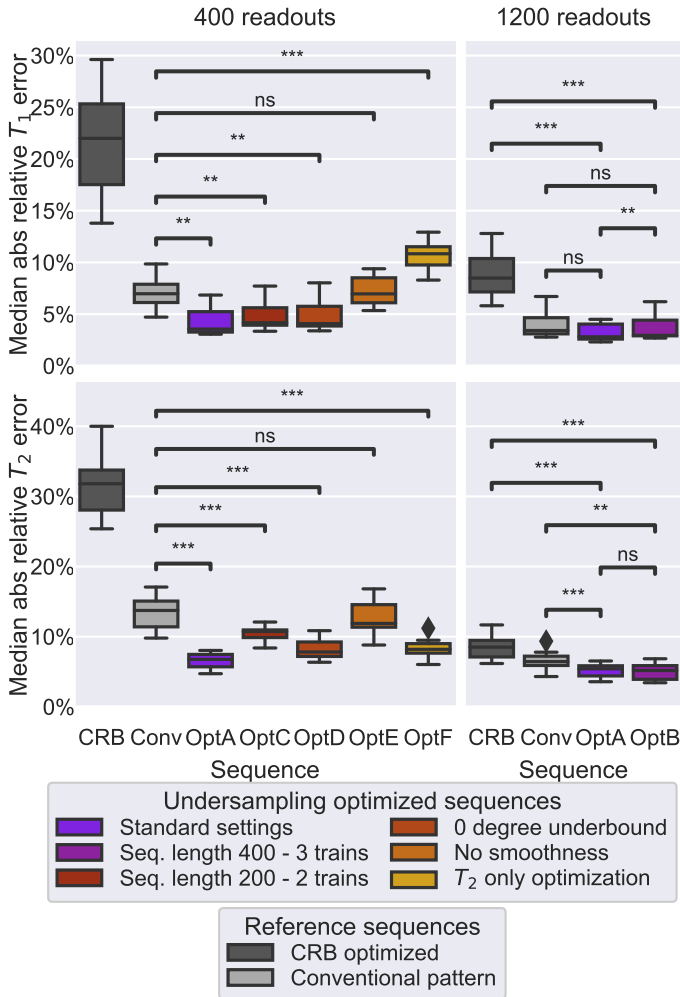 400 readouts
1200 readouts
Median abs relative T1 error
30%
25%
20%
15%
10%
5%
0%
***
ns
**
**
**
***
***
ns
**
ns
Median abs relative T2 error
40%
30%
20%
10%
0%
***
ns
***
***
***
***
***
**
ns
***
CRB Conv OptA OptC OptD OptE OptF
CRB Conv OptA OptB
Sequence
Sequence
Undersampling optimized sequences
Standard settings
Seq. length 400 - 3 trains
Seq. length 200 - 2 trains
0 degree underbound
No smoothness
T2 only optimization
Reference sequences
CRB optimized
Conventional pattern